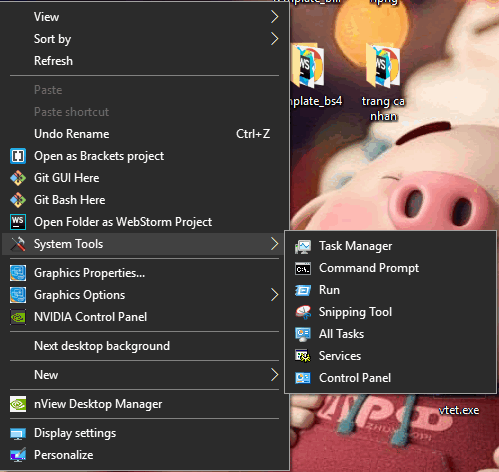 View
Sort by
Refresh
Paste
Paste shortcut
Undo Rename Ctrl+Z
Open as Brackets project
Git GUI Here
Git Bash Here
Open Folder as WebStorm Project
System Tools
Graphics Properties...
Graphics Options
NVIDIA Control Panel
Next desktop background
New
nView Desktop Manager
Display settings
Personalize
Task Manager
Command Prompt
Run
Snipping Tool
All Tasks
Services
Control Panel
mplate_bs4
trang ca
nhan
vtet.exe